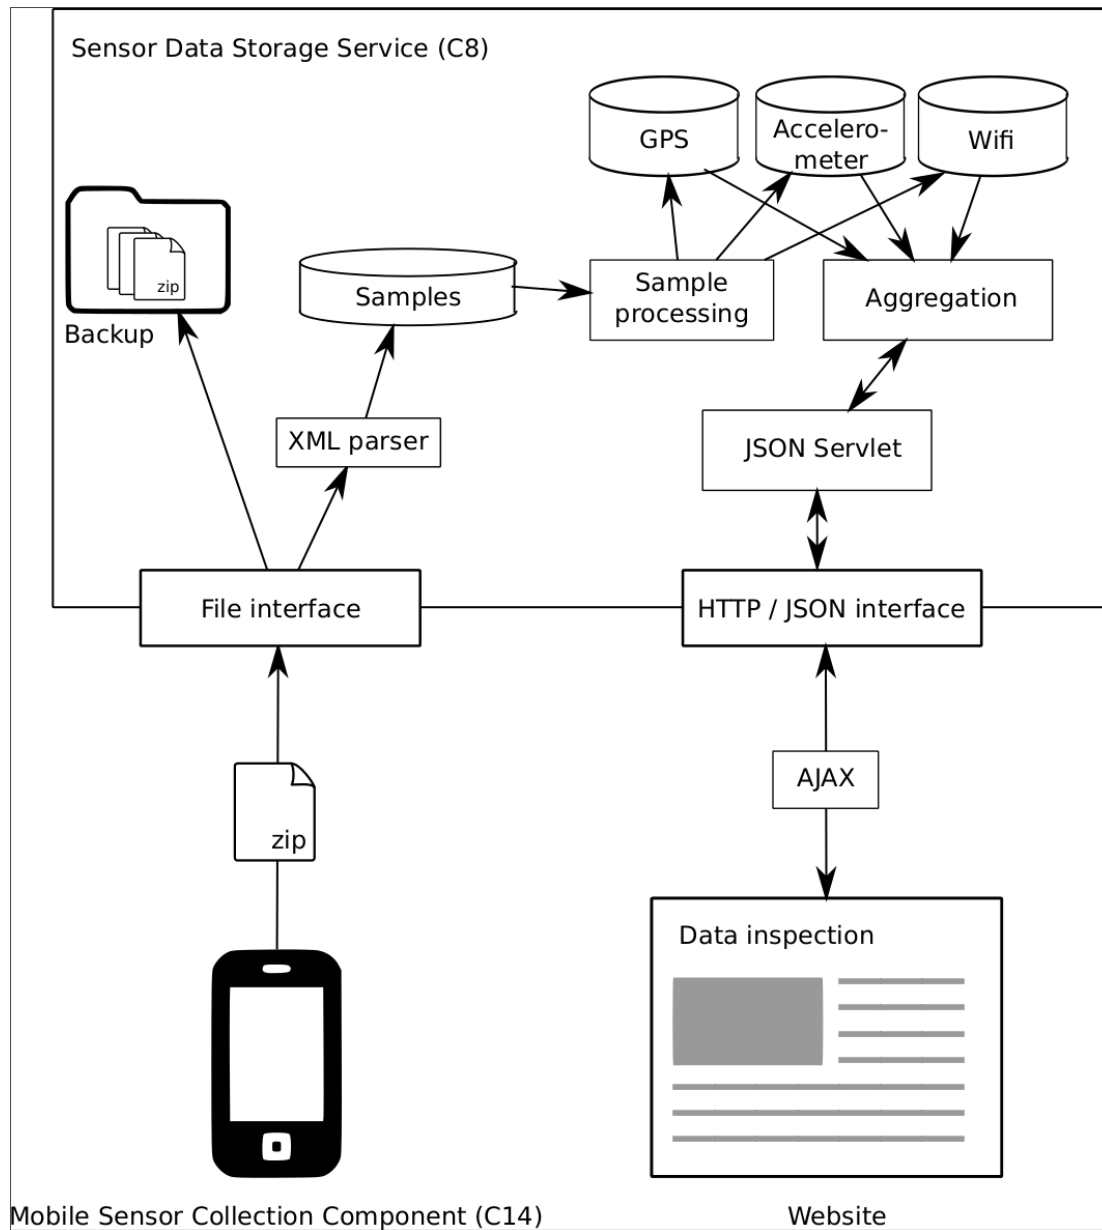 Sensor Data Storage Service (C8)
GPS
Accelero-
meter
Wifi
zip
Backup
Samples
Sample
processing
Aggregation
XML parser
JSON Servlet
File interface
HTTP / JSON interface
zip
AJAX
Data inspection
Mobile Sensor Collection Component (C14)
Website